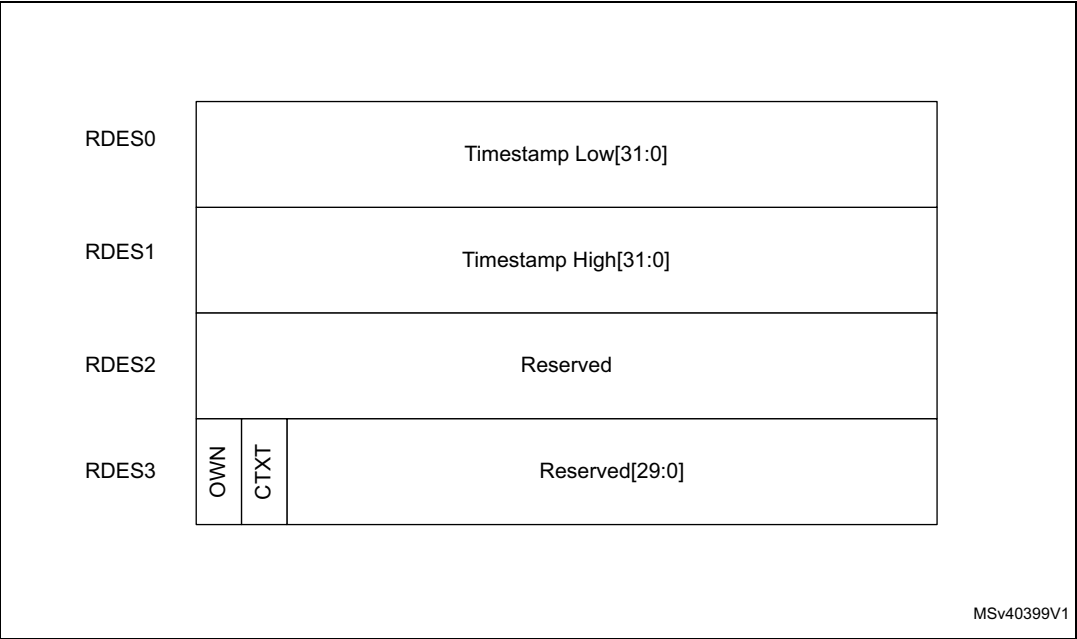 RDES0
Timestamp Low[31:0]
RDES1
Timestamp High[31:0]
RDES2
Reserved
RDES3
OWN
CTXT
Reserved[29:0]
MSv40399V1